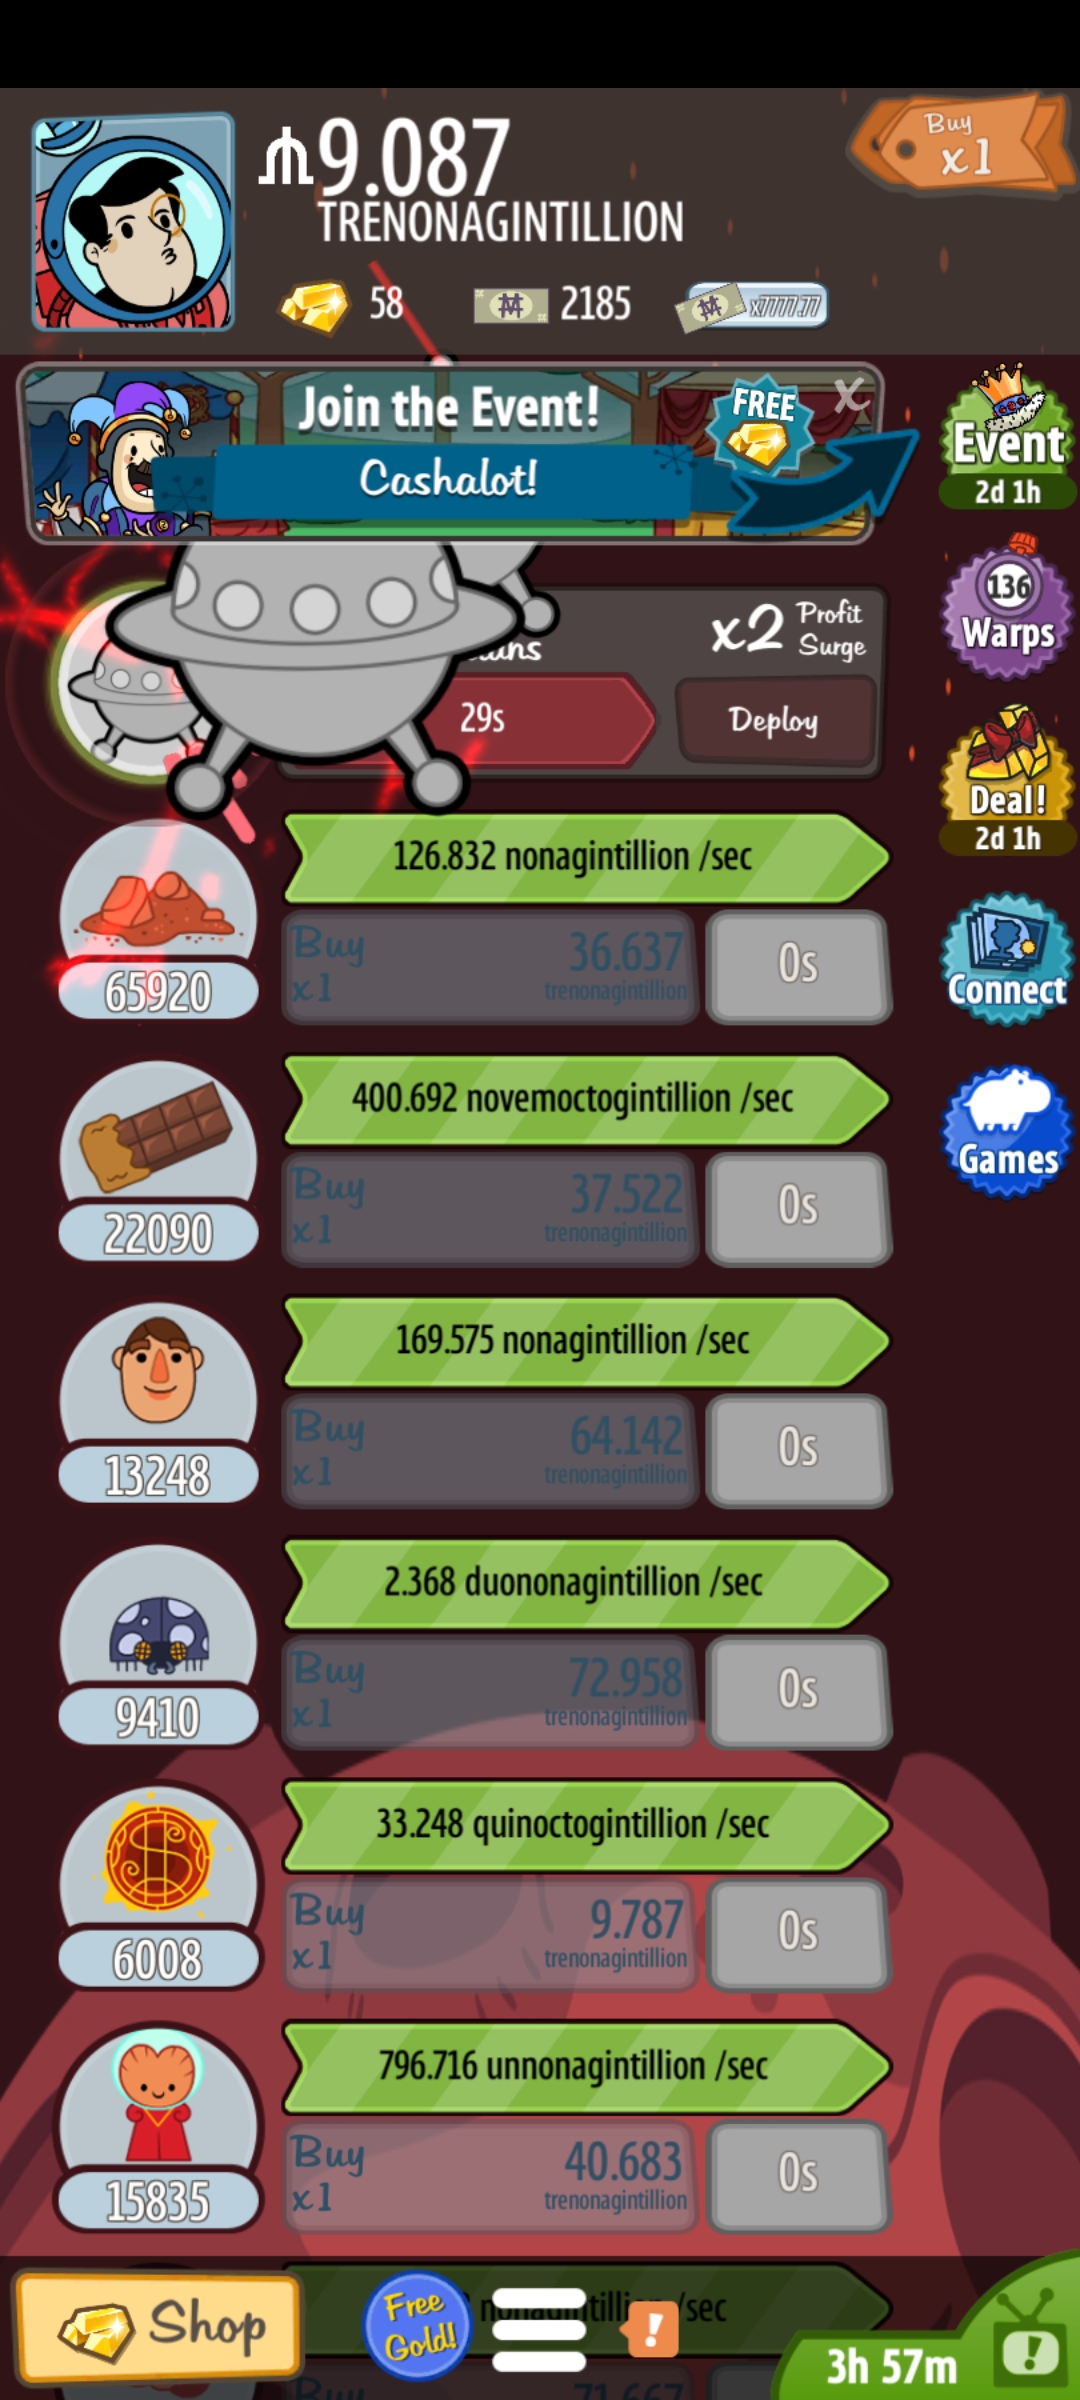 Buy
x1
9.087
TRENONAGINTILLION
58
2185
x7777.77
Join the Event!
FREE
X
Cashalot!
Event
2d 1h
x2 Profit
Surge
29s
Deploy
136
Warps
Deal!
2d 1h
126.832 nonagintillion /sec
Buy
x1
36.637
trenonagintillion
0s
65920
Connect
400.692 novemoctogintillion /sec
Buy
x1
37.522
trenonagintillion
0s
22090
Games
169.575 nonagintillion /sec
Buy
x1
64.142
trenonagintillion
0s
13248
2.368 duononagintillion /sec
Buy
x1
72.958
trenonagintillion
0s
9410
33.248 quinoctogintillion /sec
Buy
x1
9.787
trenonagintillion
0s
6008
796.716 unnonagintillion /sec
Buy
x1
40.683
trenonagintillion
0s
15835
Shop
Free
Gold!
/sec
!
3h 57m
!
Buy
71.667